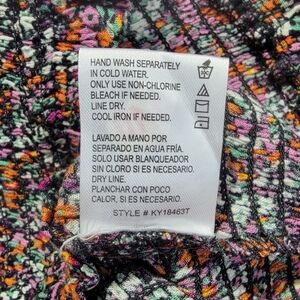 HAND WASH SEPARATELY
IN COLD WATER.
ONLY USE NON-CHLORINE
BLEACH IF NEEDED.
LINE DRY.
COOL IRON IF NEEDED.
LAVADO A MANO POR
SEPARADO EN AGUA FRÍA.
SOLO USAR BLANQUEADOR
SIN CLORO SI ES NECESARIO.
DRY LINE.
PLANCHAR CON POCO
CALOR, SI ES NECESARIO.
STYLE # KY18463T